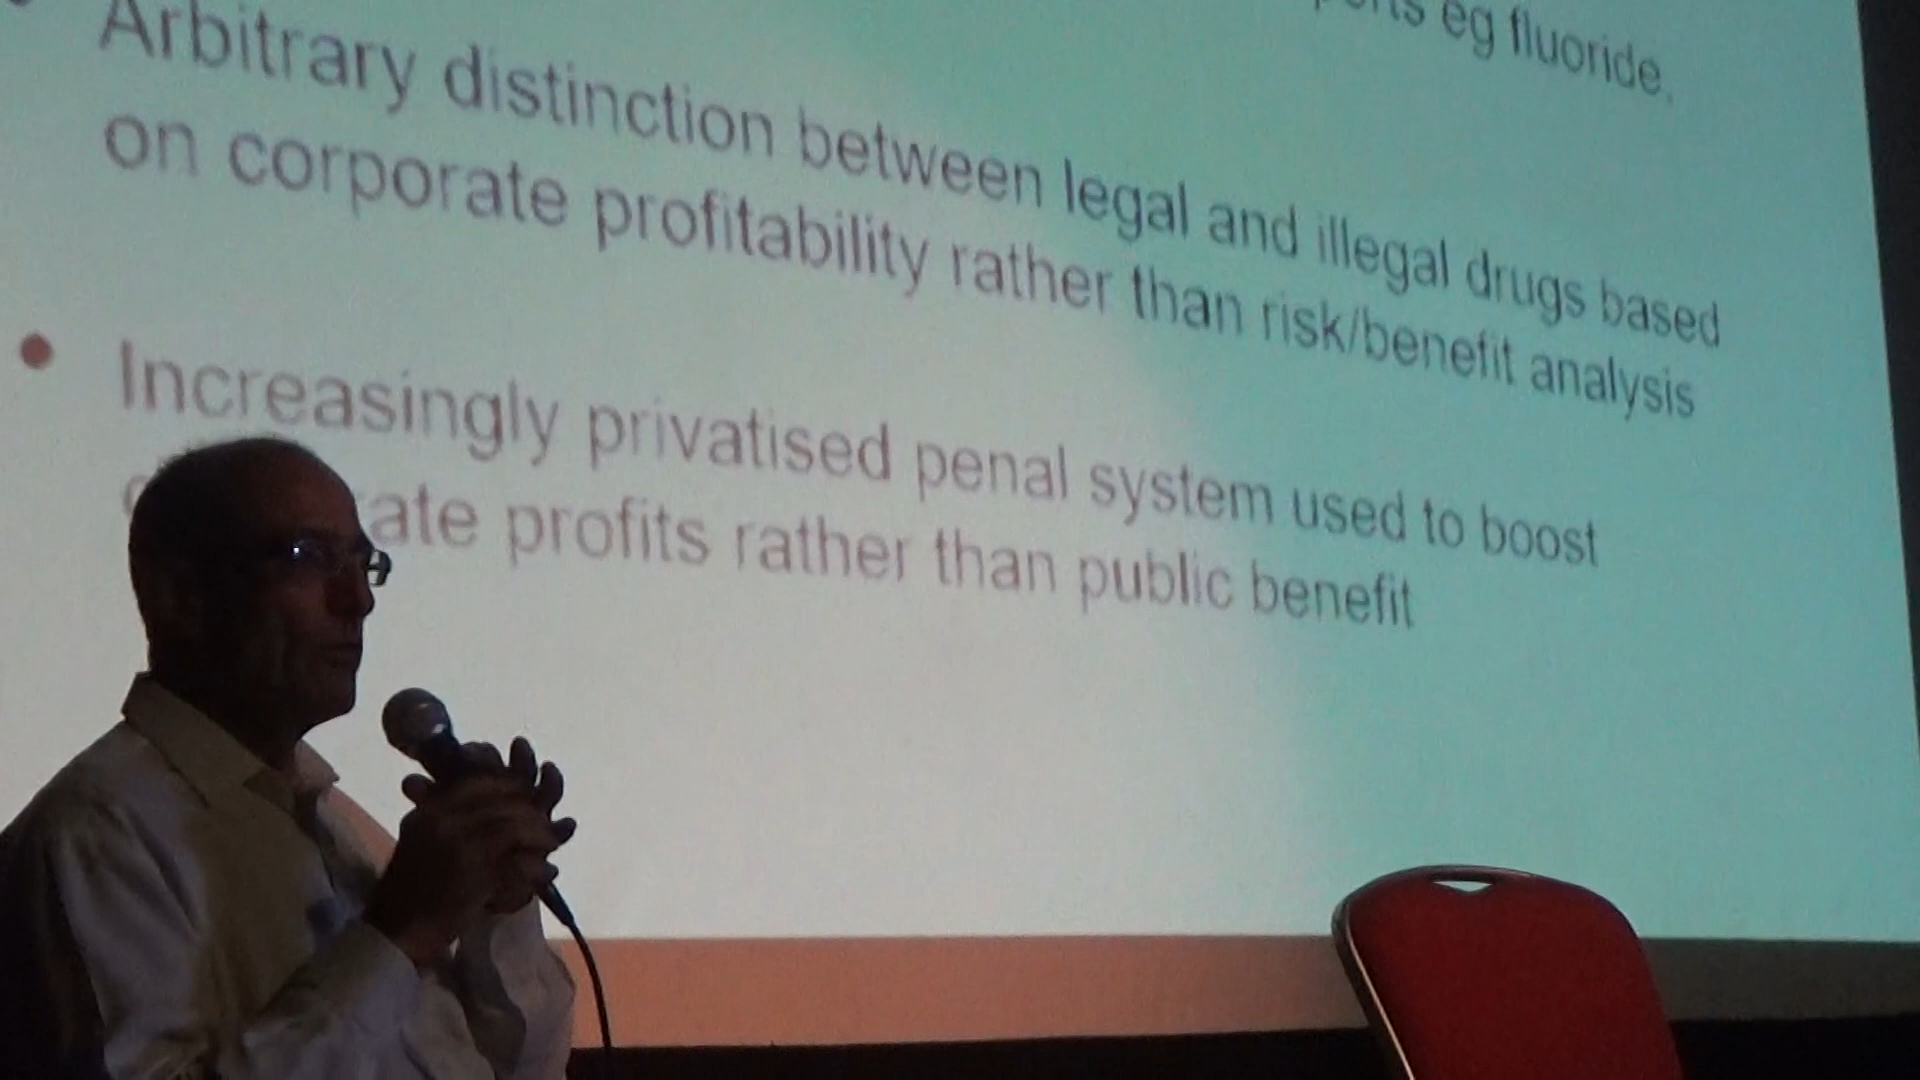 eg fluoride.
Arbitrary distinction between legal and illegal drugs based
on corporate profitability rather than risk/benefit analysis
Increasingly privatised penal system used to boost
profits rather than public benefit